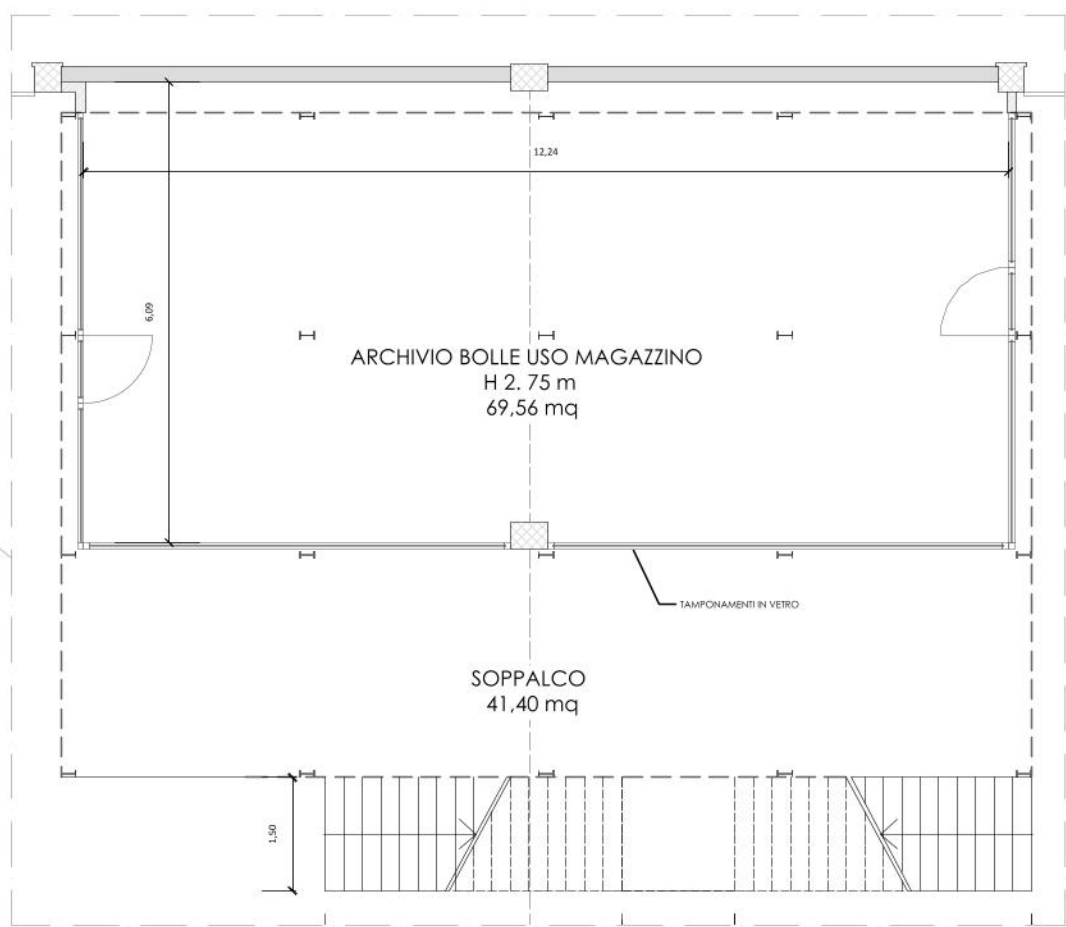 12,24
6,09
ARCHIVIO BOLLE USO MAGAZZINO
H 2. 75 m
69,56 mq
TAMPONAMENTI IN VETRO
SOPPALCO
41,40 mq
1,50